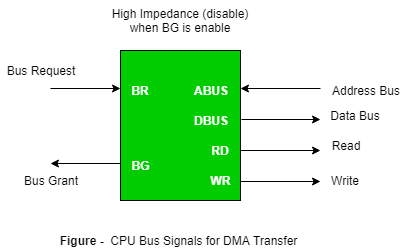 High Impedance (disable)
when BG is enable
Bus Request
BR
ABUS
Address Bus
DBUS
Data Bus
RD
Read
BG
Bus Grant
WR
Write
Figure - CPU Bus Signals for DMA Transfer